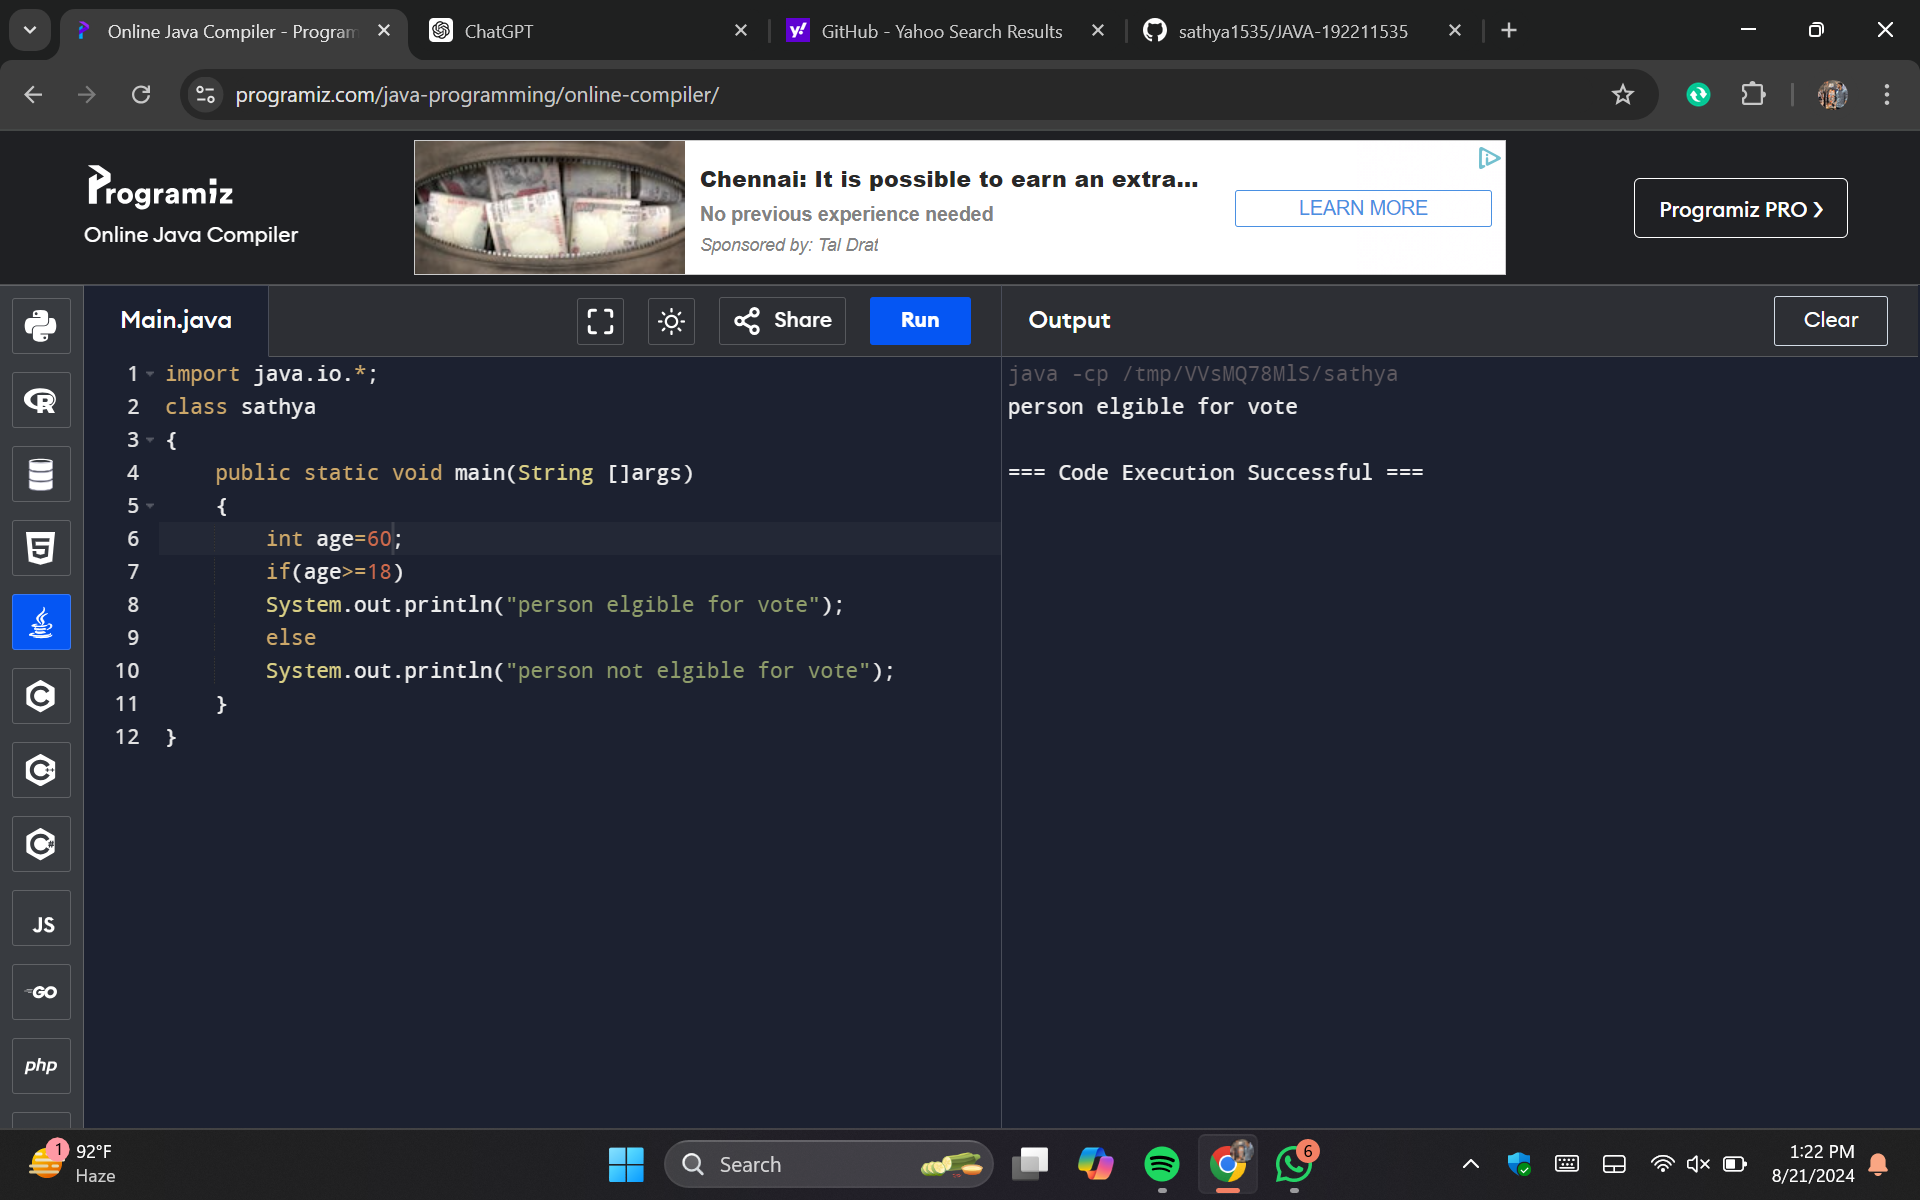 Online Java Compiler - Program
ChatGPT
GitHub - Yahoo Search Results
sathya1535/JAVA-192211535
programiz.com/java-programming/online-compiler/
Programiz
Online Java Compiler
Chennai: It is possible to earn an extra...
No previous experience needed
Sponsored by: Tal Drat
LEARN MORE
Programiz PRO ❯
Main.java
Share
Run
Output
Clear
1 import java.io.*;
2 class sathya
3 {
4 public static void main(String []args)
5 {
6 int age=60;
7 if(age>=18)
8 System.out.println("person elgible for vote");
9 else
10 System.out.println("person not elgible for vote");
11 }
12 }
java -cp /tmp/VVsMQ78MlS/sathya
person elgible for vote
=== Code Execution Successful ===
JS
GO
php
1
92°F
Haze
Search
6
1:22 PM
8/21/2024